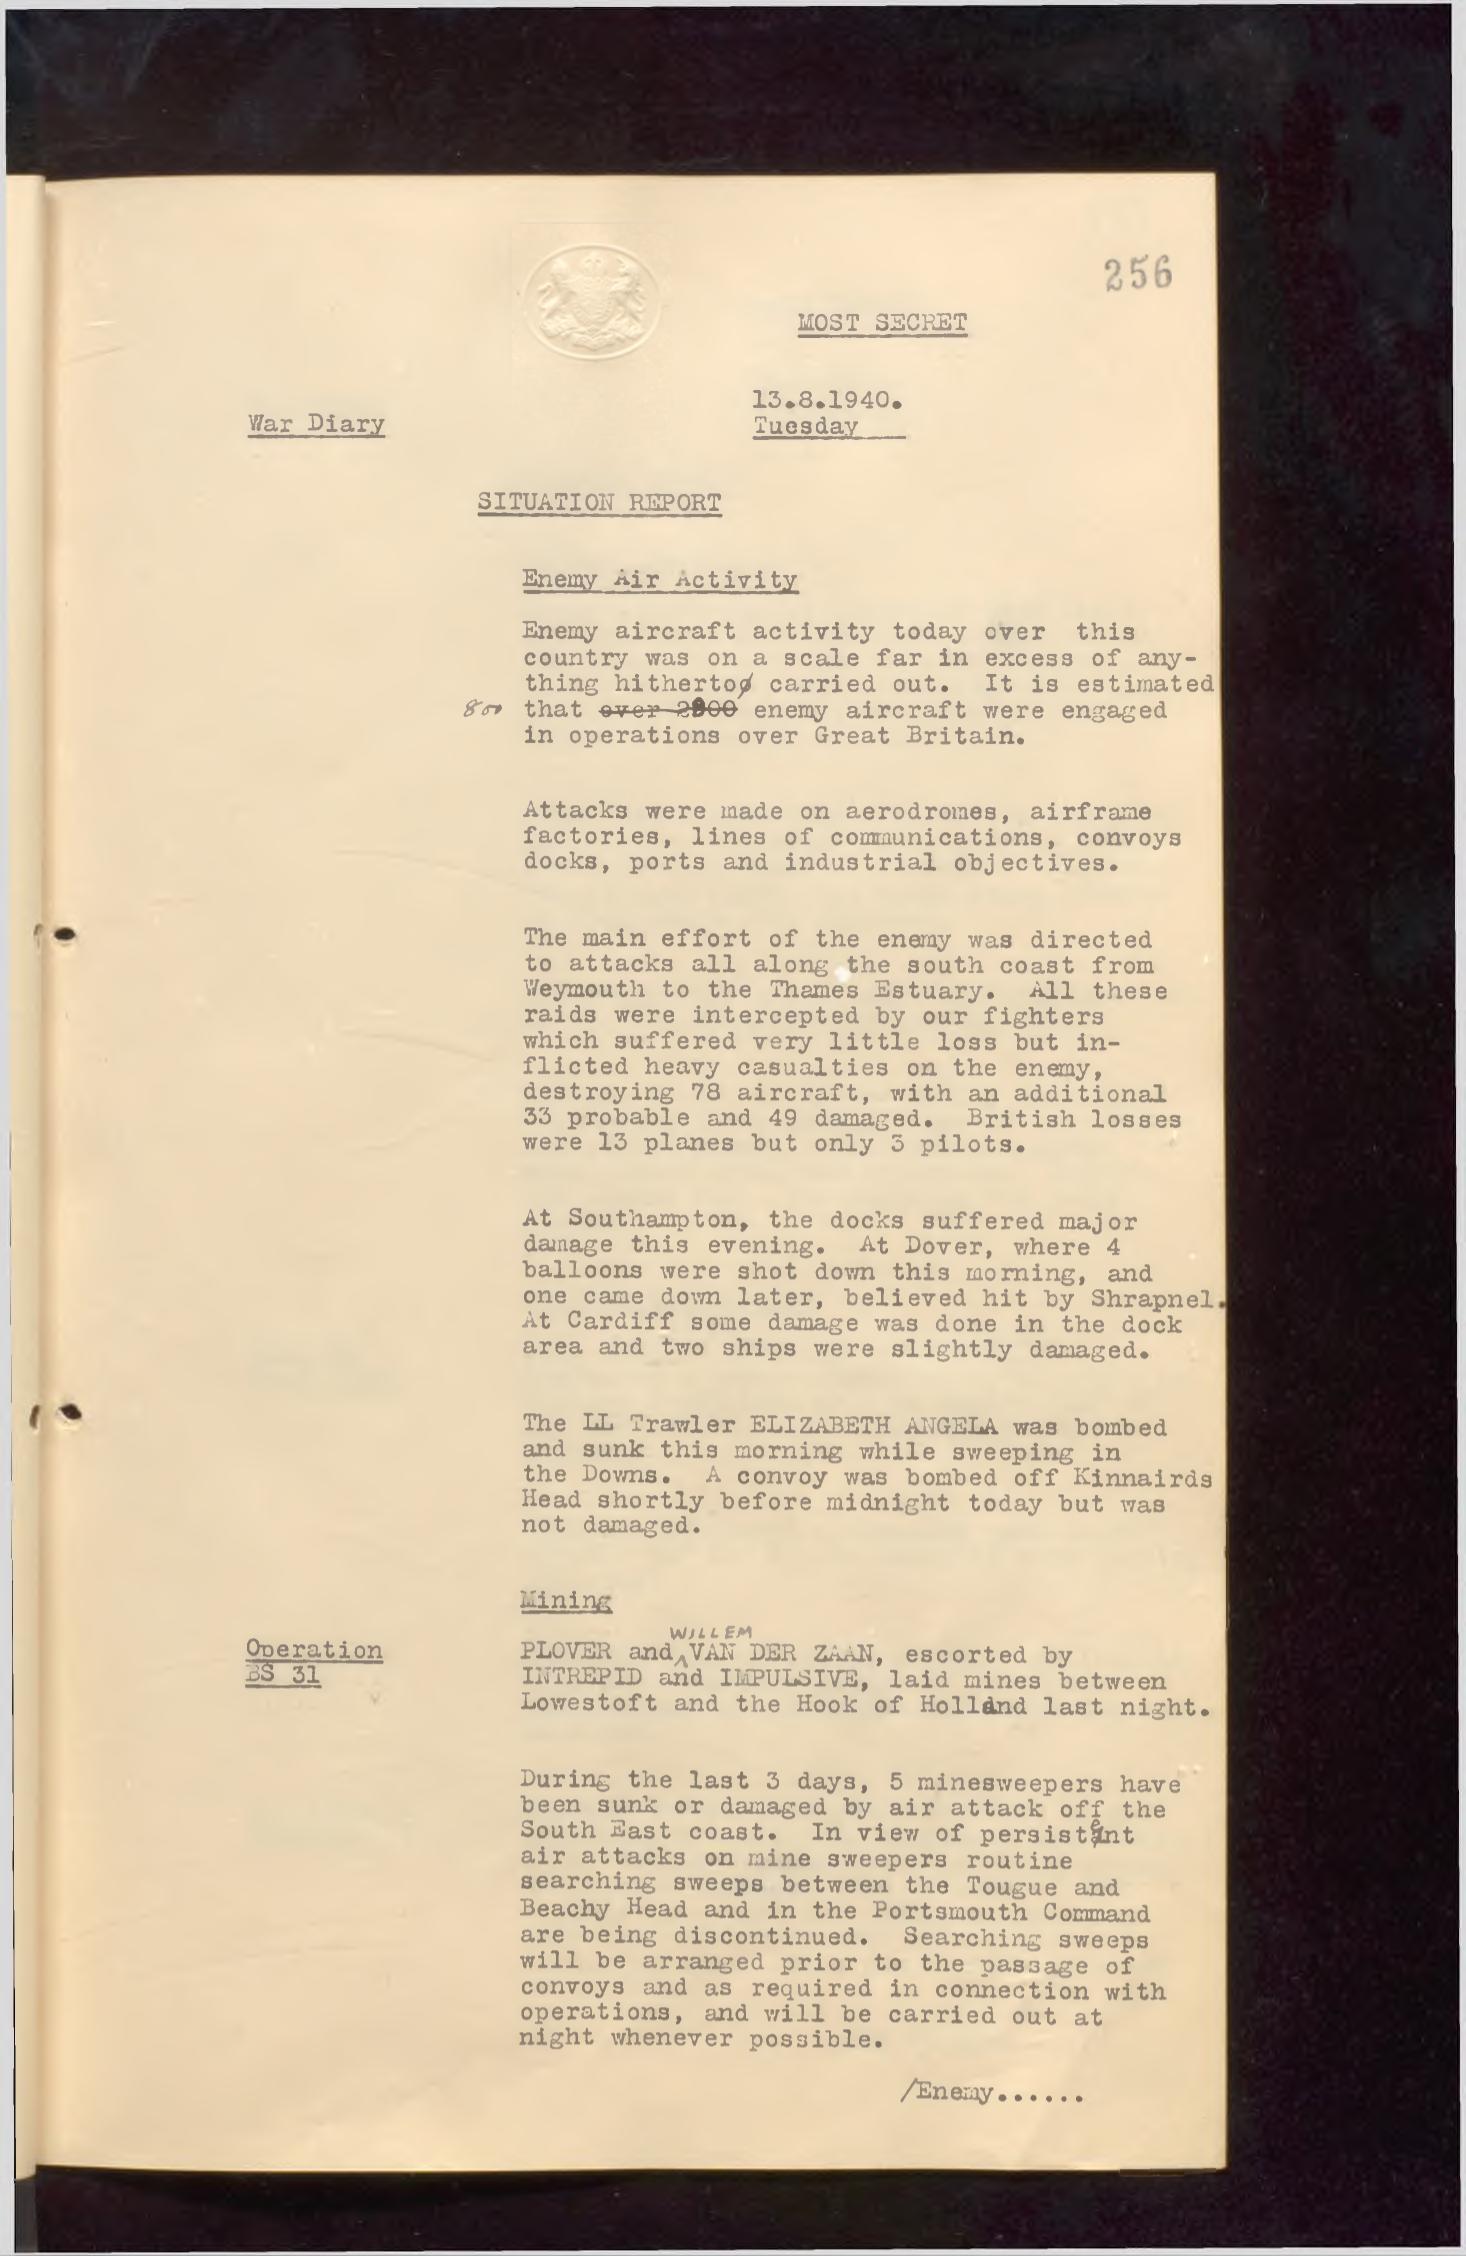 256
MOST SECRET
13.8.1940.
War Diary
Tuesday
SITUATION REPORT
Enemy Air Activity
Enemy aircraft activity today over this
country was on a scale far in excess of any-
thing hitherto carried out. It is estimated
800 that over 2000 enemy aircraft were engaged
in operations over Great Britain.
Attacks were made on aerodromes, airframe
factories, lines of communications, convoys
docks, ports and industrial objectives.
The main effort of the enemy was directed
to attacks all along the south coast from
Weymouth to the Thames Estuary. All these
raids were intercepted by our fighters
which suffered very little loss but in-
flicted heavy casualties on the enemy,
destroying 78 aircraft, with an additional
33 probable and 49 damaged. British losses
were 13 planes but only 3 pilots.
At Southampton, the docks suffered major
damage this evening. At Dover, where 4
balloons were shot down this morning, and
one came down later, believed hit by Shrapnel.
At Cardiff some damage was done in the dock
area and two ships were slightly damaged.
The LL Trawler ELIZABETH ANGELA was bombed
and sunk this morning while sweeping in
the Downs. A convoy was bombed off Kinnairds
Head shortly before midnight today but was
not damaged.
Mining
WILLEM
Operation
BS 31
PLOVER and VAN DER ZAAN, escorted by
INTREPID and IMPULSIVE, laid mines between
Lowestoft and the Hook of Holland last night.
During the last 3 days, 5 minesweepers have
been sunk or damaged by air attack off the
South East coast. In view of persistent
air attacks on mine sweepers routine
searching sweeps between the Tougue and
Beachy Head and in the Portsmouth Command
are being discontinued. Searching sweeps
will be arranged prior to the passage of
convoys and as required in connection with
operations, and will be carried out at
night whenever possible.
/Enemy......